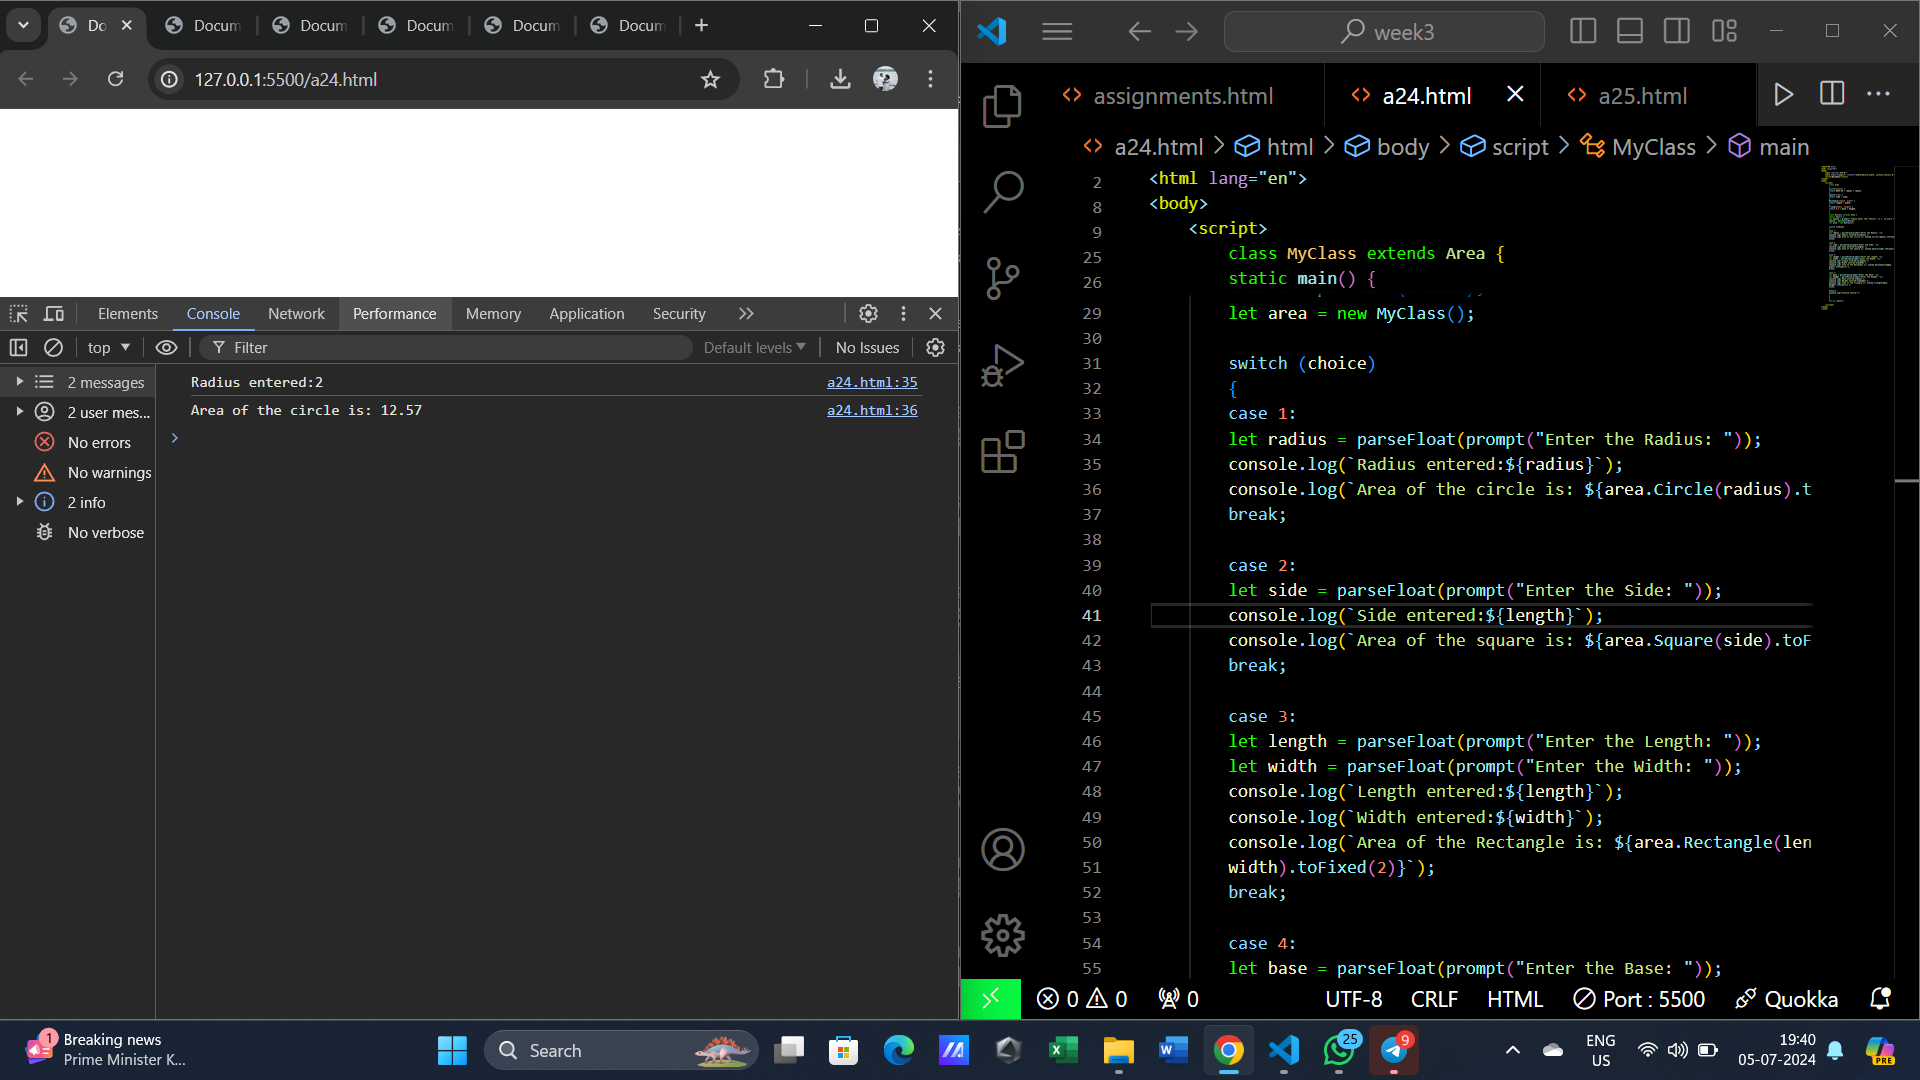 Do
Docum
Docum
Docum
Docum
Docum
127.0.0.1:5500/a24.html
Elements
Console
Network
Performance
Memory
Application
Security
top
Filter
Default levels
No Issues
2 messages
2 user mes...
No errors
No warnings
2 info
No verbose
Radius entered:2
a24.html:35
Area of the circle is: 12.57
a24.html:36
week3
assignments.html
a24.html
a25.html
a24.html > html > body > script > MyClass > main
2 <html lang="en">
8 <body>
9 <script>
25 class MyClass extends Area {
26 static main() {
29 let area = new MyClass();
30
31 switch (choice)
32 {
33 case 1:
34 let radius = parseFloat(prompt("Enter the Radius: "));
35 console.log(`Radius entered:${radius}`);
36 console.log(`Area of the circle is: ${area.Circle(radius).t
37 break;
38
39 case 2:
40 let side = parseFloat(prompt("Enter the Side: "));
41 console.log(`Side entered:${length}`);
42 console.log(`Area of the square is: ${area.Square(side).toF
43 break;
44
45 case 3:
46 let length = parseFloat(prompt("Enter the Length: "));
47 let width = parseFloat(prompt("Enter the Width: "));
48 console.log(`Length entered:${length}`);
49 console.log(`Width entered:${width}`);
50 console.log(`Area of the Rectangle is: ${area.Rectangle(len
51 width).toFixed(2)}`);
52 break;
53
54 case 4:
55 let base = parseFloat(prompt("Enter the Base: "));
0
0
0
UTF-8
CRLF
HTML
Port : 5500
Quokka
1
Breaking news
Prime Minister K...
Search
25
9
ENG
US
19:40
05-07-2024
PRE